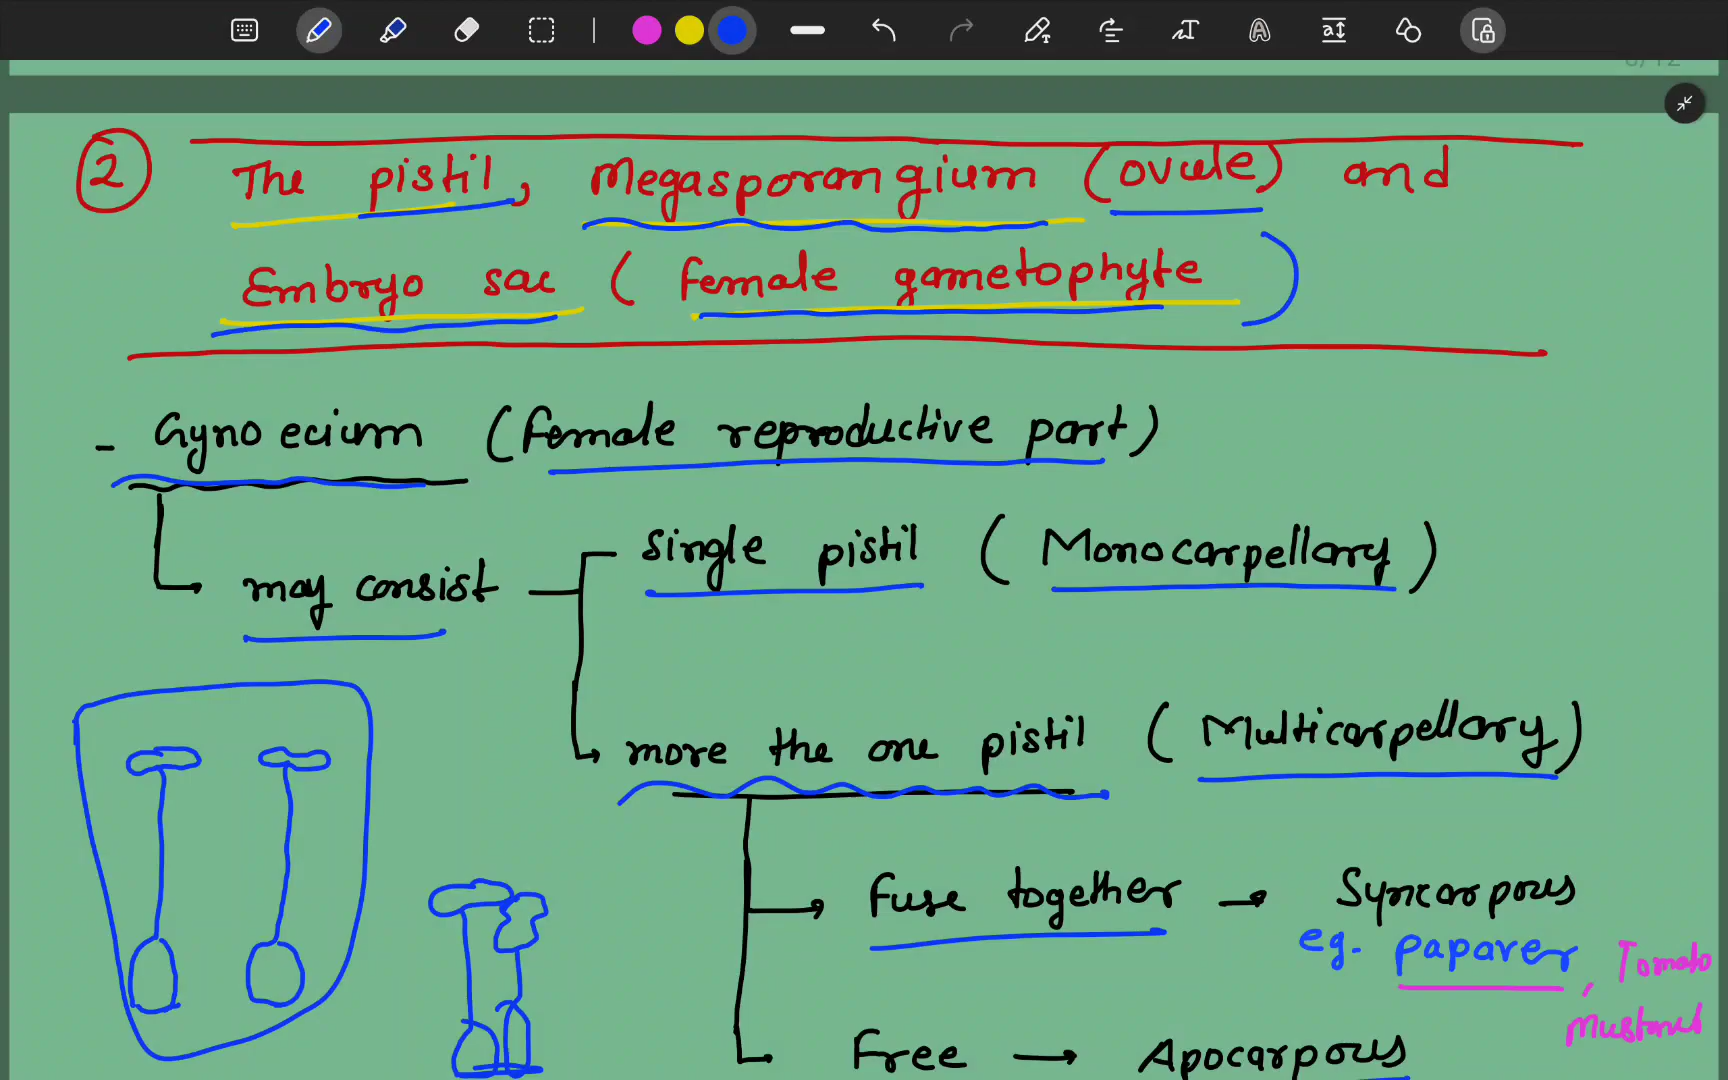 2 The pistil, Megasporangium (ovule) and
Embryo sac (female gametophyte)
- Gynoecium (female reproductive part)
may consist
single pistil (Monocarpellary)
more the one pistil (Multicarpellary)
Fuse together → Syncarpous
eg. papaver, Tomato
Mustard
Free → Apocarpous